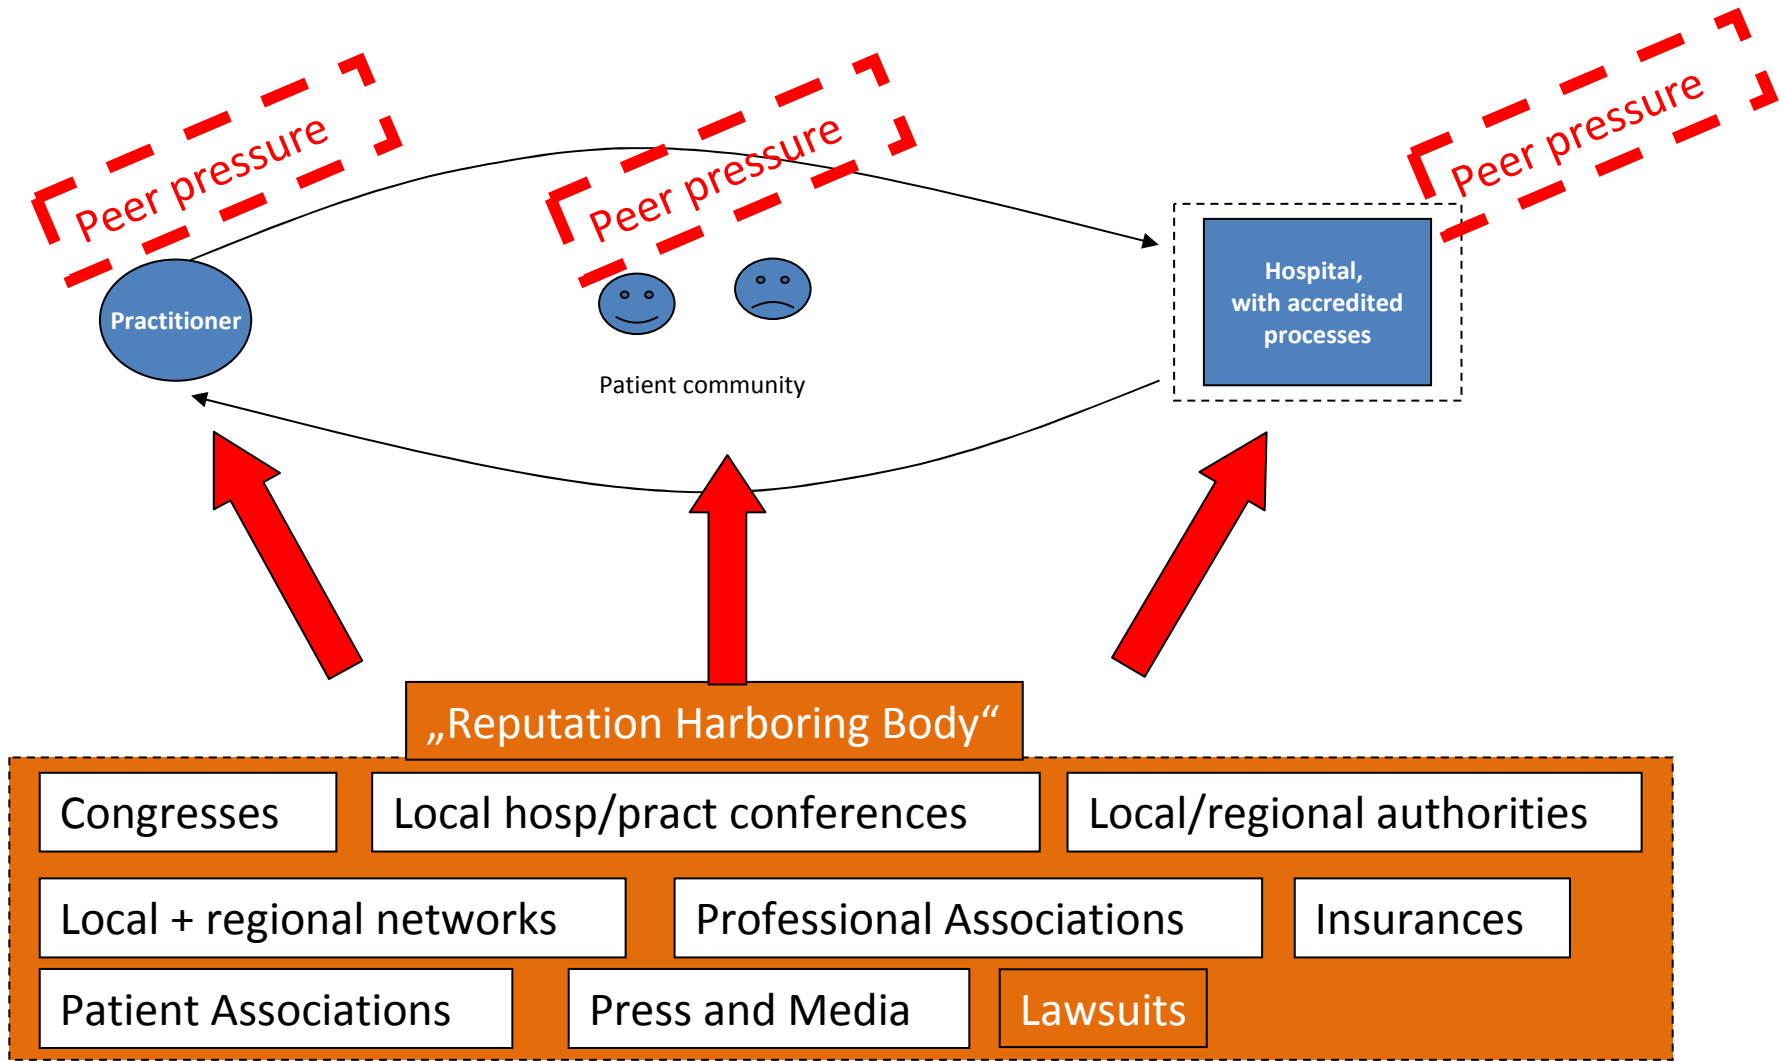 Peer pressure
Peer pressure
Peer pressure
Practitioner
Hospital,
with accredited
processes
Patient community
„Reputation Harboring Body“
Congresses
Local hosp/pract conferences
Local/regional authorities
Local + regional networks
Professional Associations
Insurances
Patient Associations
Press and Media
Lawsuits